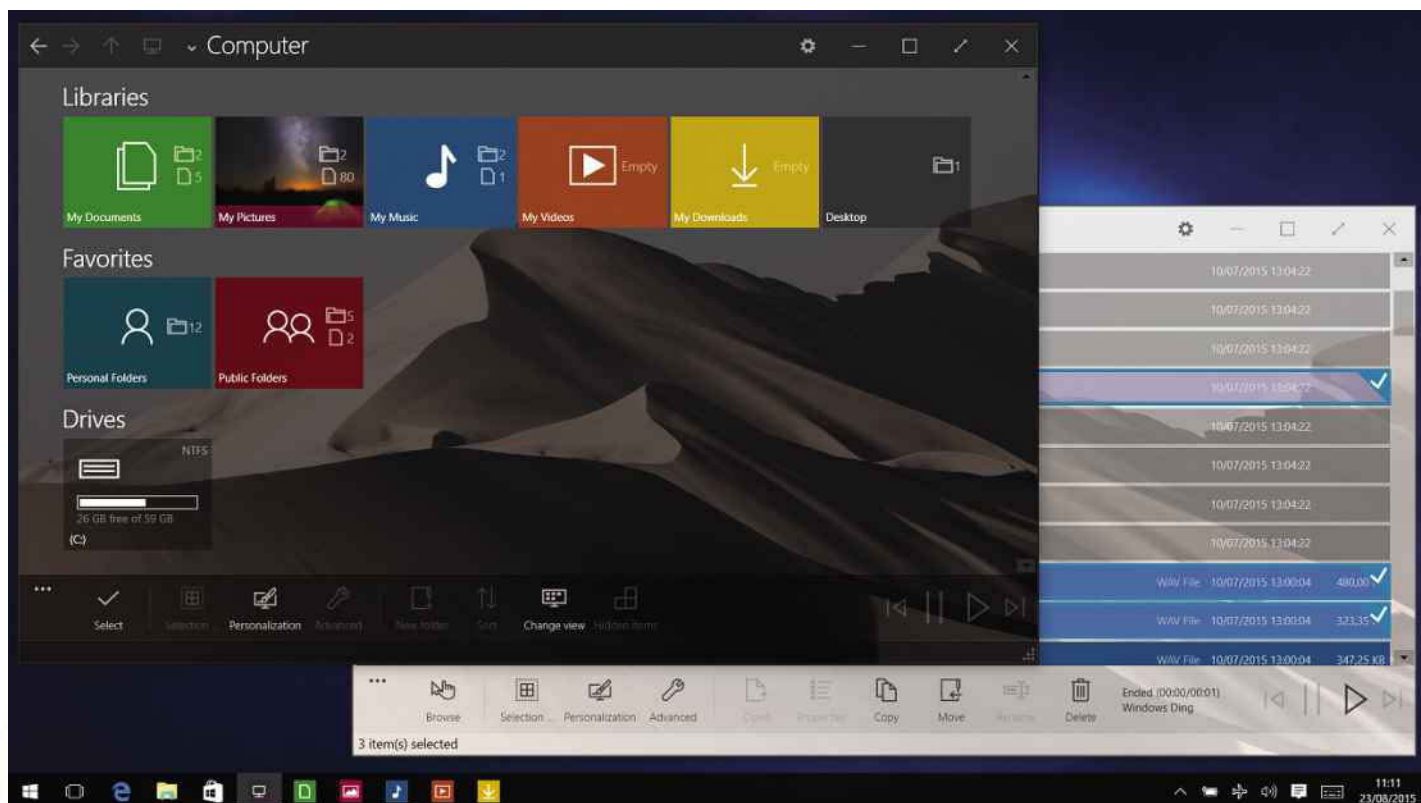 Computer
Libraries
2
5
My Documents
2
80
My Pictures
2
1
My Music
Empty
My Videos
Empty
My Downloads
1
Desktop
Favorites
12
Personal Folders
5
2
Public Folders
Drives
NTFS
26 GB free of 59 GB
(C:)
Select
Selection
Personalization
Advanced
New folder
Sort
Change view
Hidden items
10/07/2015 13:04:22
10/07/2015 13:04:22
10/07/2015 13:04:22
10/07/2015 13:04:22
10/07/2015 13:04:22
10/07/2015 13:04:22
10/07/2015 13:04:22
10/07/2015 13:04:22
WAV File 10/07/2015 13:00:04 480,00
WAV File 10/07/2015 13:00:04 323,35
WAV File 10/07/2015 13:00:04 347,25 KB
Browse
Selection ...
Personalization
Advanced
Properties
Copy
Move
Rename
Delete
Ended (00:00/00:01)
Windows Ding
3 item(s) selected
11:11
23/08/2015